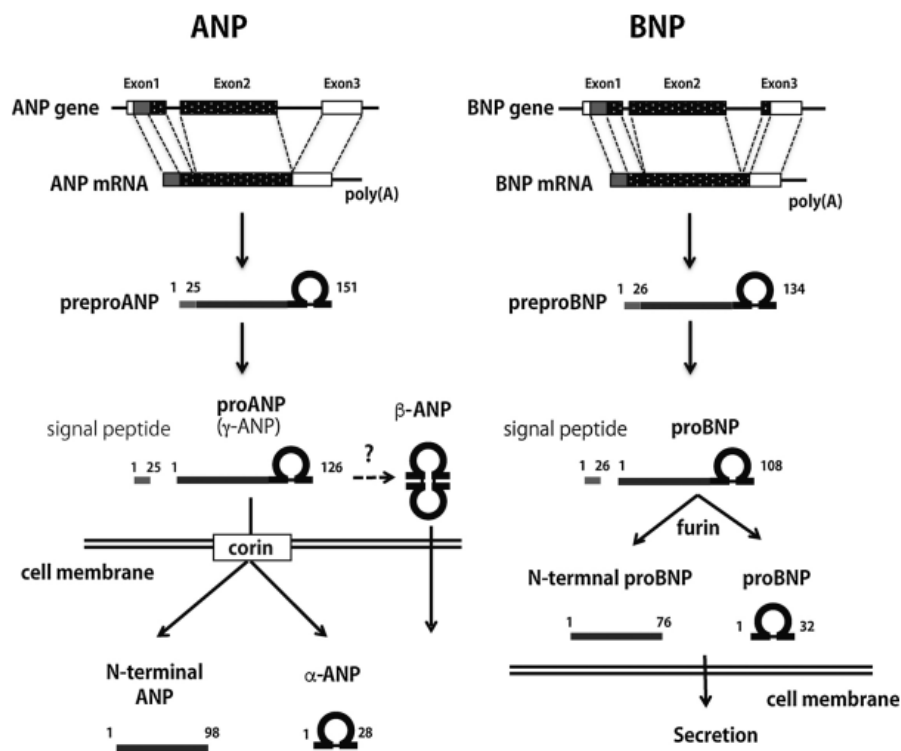 ANP
Exon1 Exon2 Exon3
ANP gene
ANP mRNA
poly(A)
preproANP
1 25 151
signal peptide
1 25
proANP
(γ-ANP)
1 126
?
β-ANP
corin
cell membrane
N-terminal
ANP
1 98
α-ANP
1 28
BNP
Exon1 Exon2 Exon3
BNP gene
BNP mRNA
poly(A)
preproBNP
1 26 134
signal peptide
1 26
proBNP
1 108
furin
N-termnal proBNP
1 76
proBNP
1 32
cell membrane
Secretion